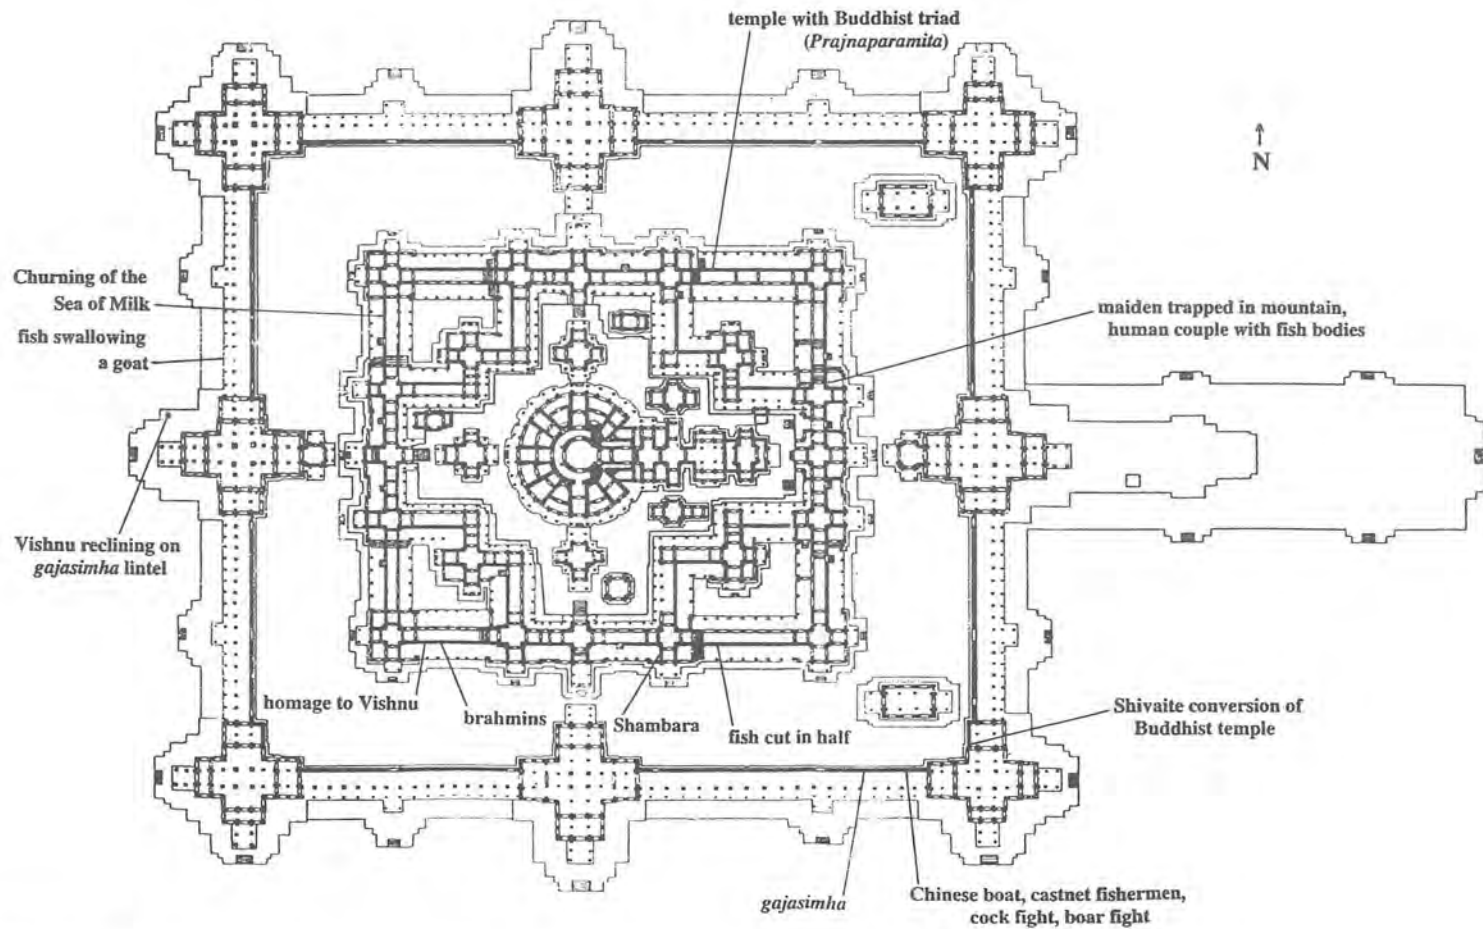 temple with Buddhist triad
(Prajnaparamita)
N
Churning of the
Sea of Milk
fish swallowing
a goat
maiden trapped in mountain,
human couple with fish bodies
Vishnu reclining on
gajasimha lintel
homage to Vishnu
brahmins
Shambara
fish cut in half
Shivaite conversion of
Buddhist temple
gajasimha
Chinese boat, castnet fishermen,
cock fight, boar fight